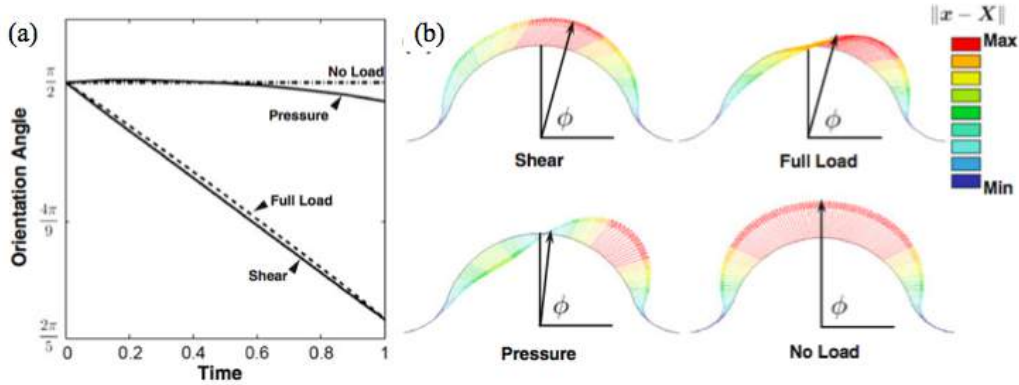 (a)
Orientation Angle
π
2
4π
9
2π
5
No Load
Pressure
Full Load
Shear
0
0.2
0.4
0.6
0.8
1
Time
(b)
ϕ
Shear
ϕ
Full Load
ϕ
Pressure
ϕ
No Load
‖x − X‖
Max
Min